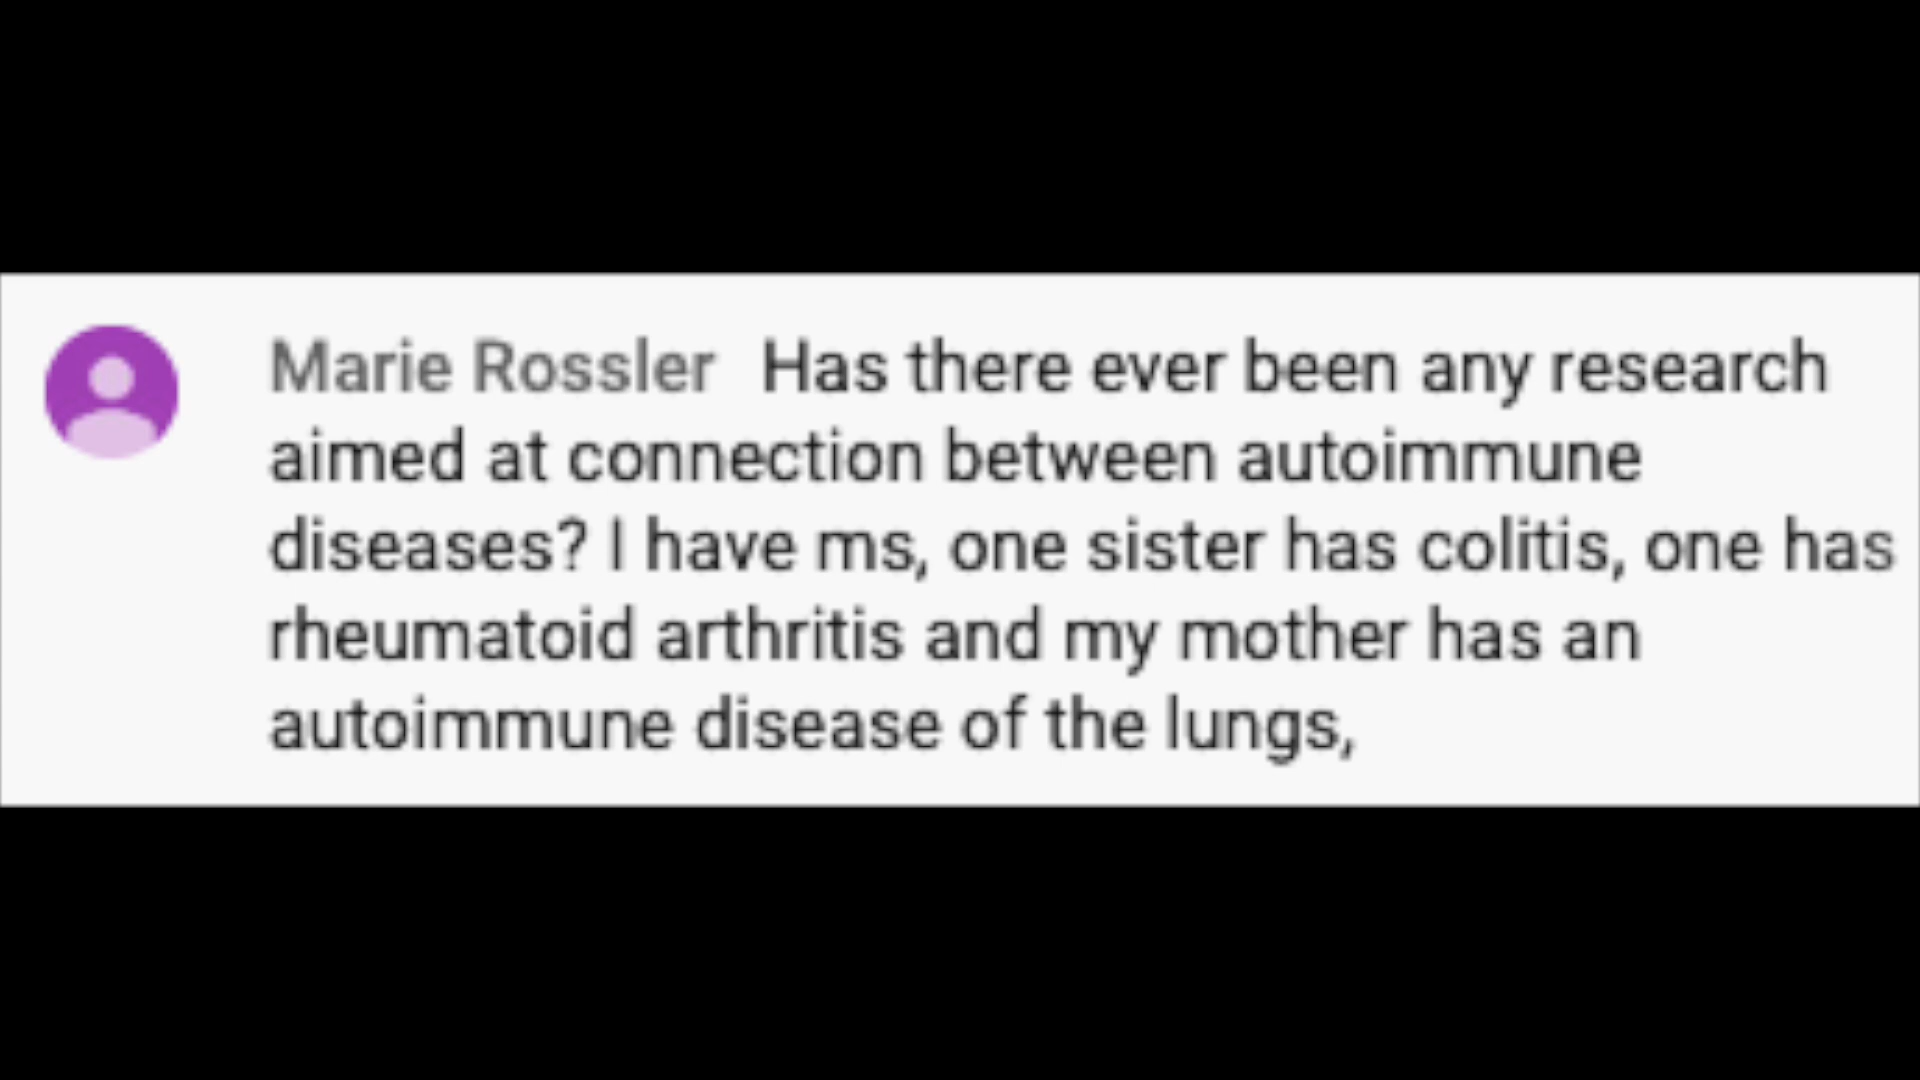 Marie Rossler Has there ever been any research
aimed at connection between autoimmune
diseases? I have ms, one sister has colitis, one has
rheumatoid arthritis and my mother has an
autoimmune disease of the lungs,